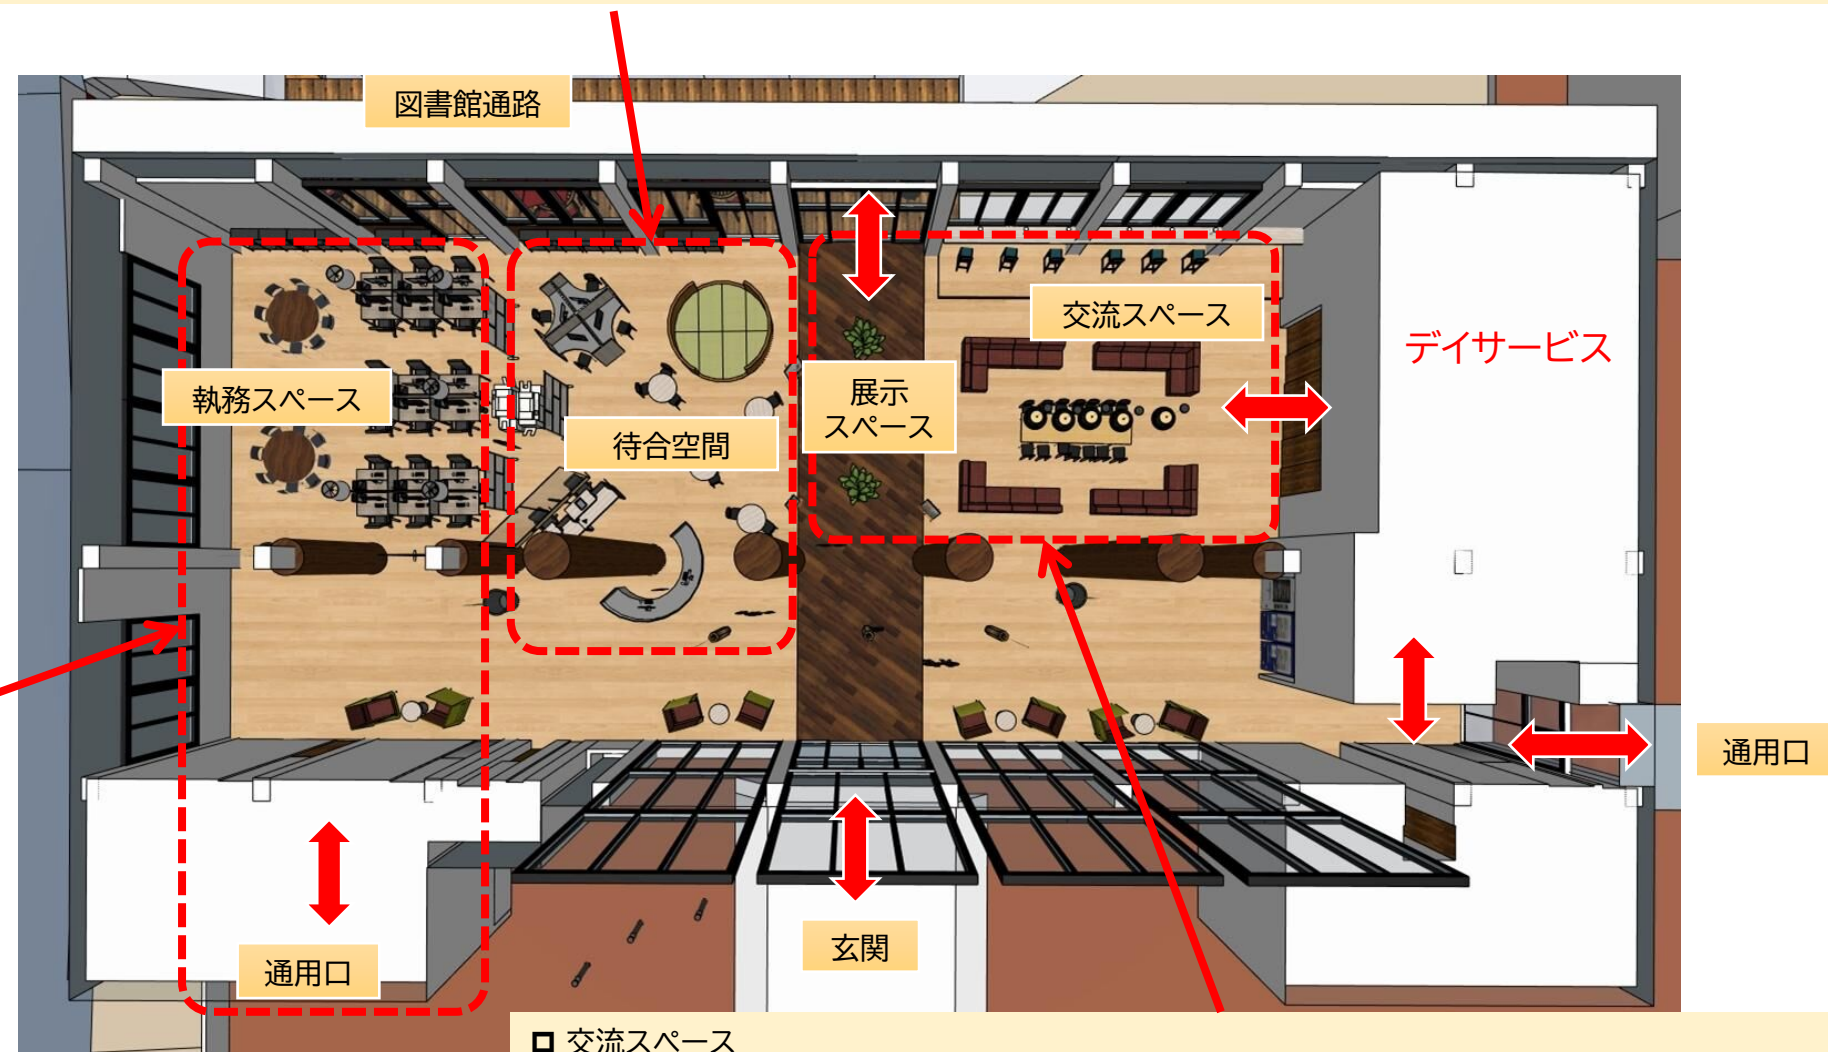 図書館通路
交流スペース
デイサービス
執務スペース
展示
スペース
待合空間
通用口
玄関
通用口
交流スペース